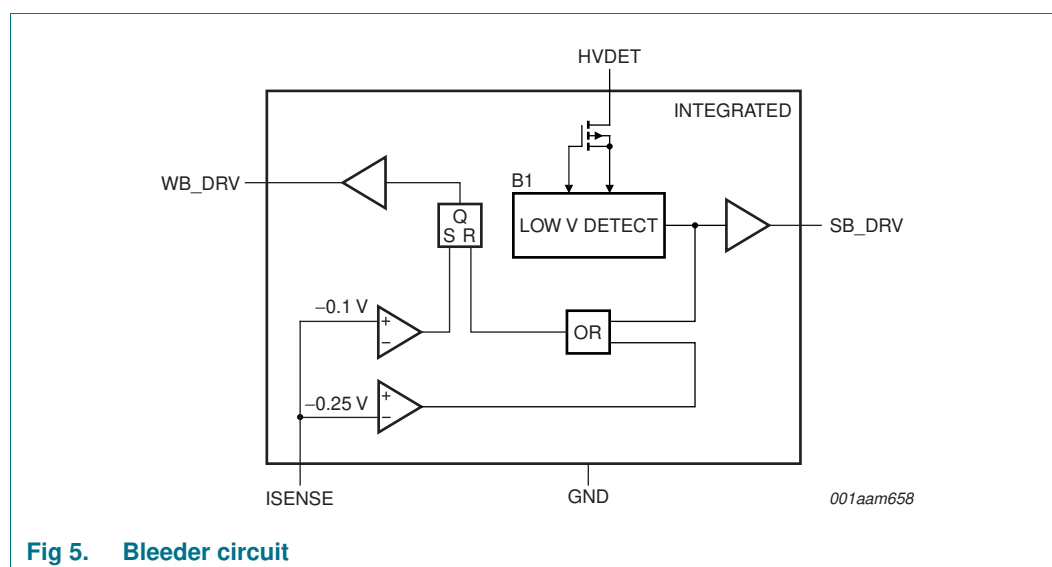 HVDET
INTEGRATED
WB_DRV
B1
Q
S R
LOW V DETECT
SB_DRV
−0.1 V
+
−
OR
−0.25 V
+
−
ISENSE
GND
001aam658
Fig 5. Bleeder circuit